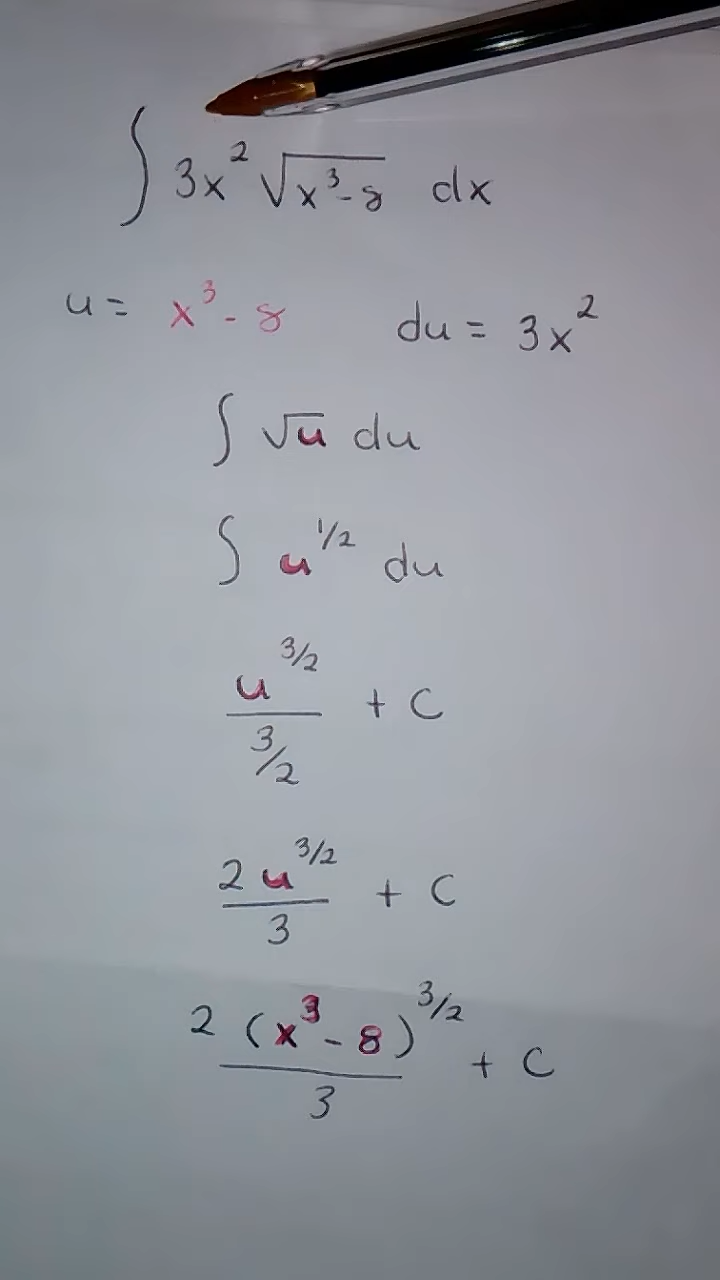 ∫ 3x² √(x³-8) dx
u = x³ - 8 du = 3x²
∫ √u du
∫ u^1/2 du
u^3/2 / 3/2 + C
2u^3/2 / 3 + C
2 (x³ - 8)^3/2 / 3 + C